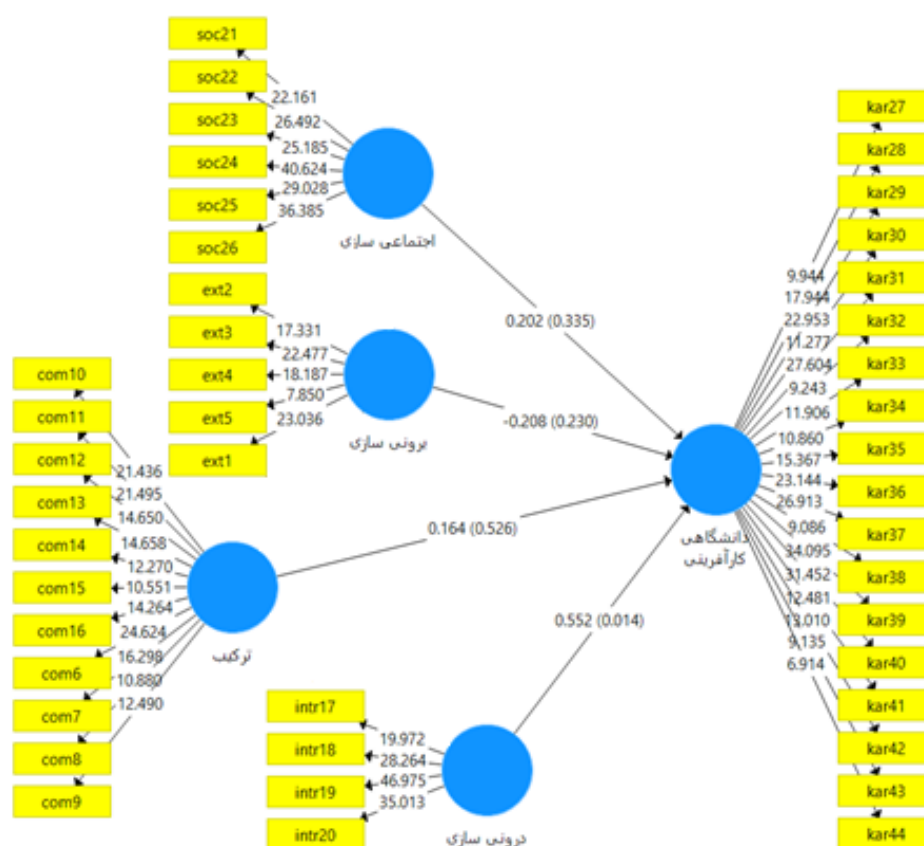 soc21
soc22
soc23
soc24
soc25
soc26
22.161
26.492
25.185
40.624
29.028
36.385
اجتماعی سازی
ext2
ext3
ext4
ext5
ext1
17.331
22.477
18.187
7.850
23.036
برونی سازی
com10
com11
com12
com13
com14
com15
com16
com6
com7
com8
com9
21.436
21.495
14.650
14.658
12.270
10.551
14.264
24.624
16.298
10.880
12.490
ترکیب
intr17
intr18
intr19
intr20
19.972
28.264
46.975
35.013
درونی سازی
0.202 (0.335)
-0.208 (0.230)
0.164 (0.526)
0.552 (0.014)
دانشگاهی
کارآفرینی
9.944
17.944
22.953
11.277
27.604
9.243
11.906
10.860
15.367
23.144
26.913
9.086
34.095
31.452
12.481
13.010
9.135
6.914
kar27
kar28
kar29
kar30
kar31
kar32
kar33
kar34
kar35
kar36
kar37
kar38
kar39
kar40
kar41
kar42
kar43
kar44